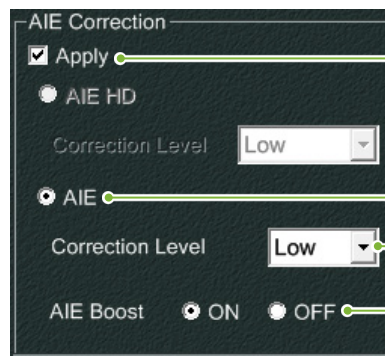 AIE Correction
Apply
AIE HD
Correction Level Low
AIE
Correction Level Low
AIE Boost ON OFF